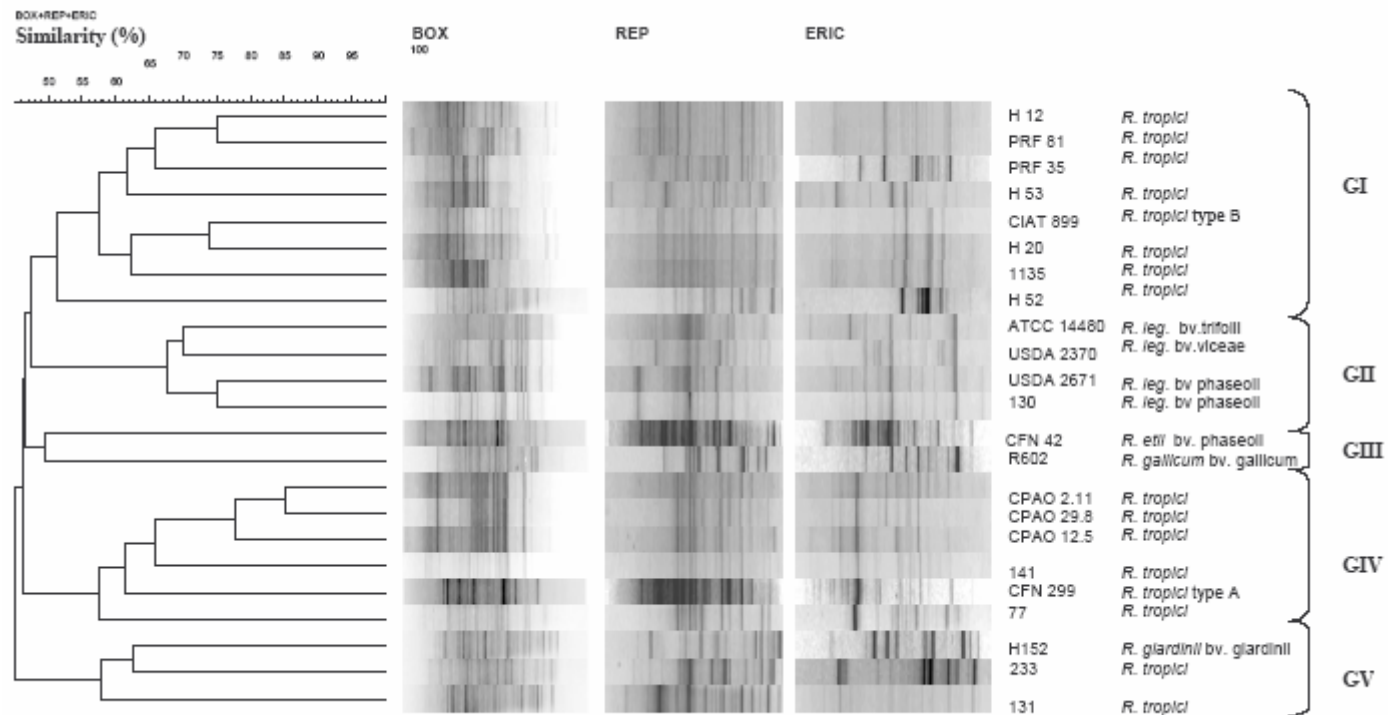 BOX+REP+ERIC
Similarity (%)
50 55 60 65 70 75 80 85 90 95 100
BOX REP ERIC
H 12 R. tropici
PRF 81 R. tropici
PRF 35 R. tropici
H 53 R. tropici
CIAT 899 R. tropici type B
H 20 R. tropici
1135 R. tropici
H 52 R. tropici
GI
ATCC 14480 R. leg. bv.trifolii
USDA 2370 R. leg. bv.viceae
USDA 2671 R. leg. bv phaseoli
130 R. leg. bv phaseoli
GII
CFN 42 R. etli bv. phaseoli
R602 R. gallicum bv. gallicum
GIII
CPAO 2.11 R. tropici
CPAO 29.8 R. tropici
CPAO 12.5 R. tropici
141 R. tropici
CFN 299 R. tropici type A
77 R. tropici
GIV
H152 R. giardinii bv. giardinii
233 R. tropici
131 R. tropici
GV